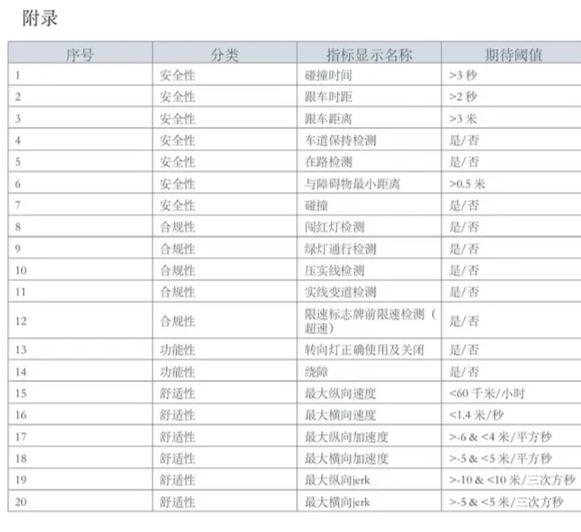 附录
序号 分类 指标显示名称 期待阈值
1 安全性 碰撞时间 >3 秒
2 安全性 跟车时距 >2 秒
3 安全性 跟车距离 >3 米
4 安全性 车道保持检测 是/否
5 安全性 在路检测 是/否
6 安全性 与障碍物最小距离 >0.5 米
7 安全性 碰撞 是/否
8 合规性 闯红灯检测 是/否
9 合规性 绿灯通行检测 是/否
10 合规性 压实线检测 是/否
11 合规性 实线变道检测 是/否
12 合规性 限速标志牌前限速检测（
超速） 是/否
13 功能性 转向灯正确使用及关闭 是/否
14 功能性 绕障 是/否
15 舒适性 最大纵向速度 <60 千米/小时
16 舒适性 最大横向速度 <1.4 米/秒
17 舒适性 最大纵向加速度 >-6 & <4 米/平方秒
18 舒适性 最大横向加速度 >-5 & <5 米/平方秒
19 舒适性 最大纵向jerk >-10 & <10 米/三次方秒
20 舒适性 最大横向jerk >-5 & <5 米/三次方秒